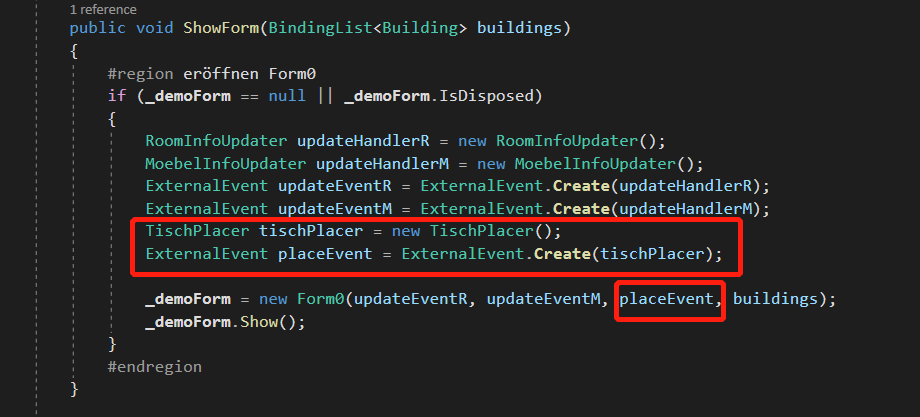 1 reference
public void ShowForm(BindingList<Building> buildings)
{
#region eröffnen Form0
if (_demoForm == null || _demoForm.IsDisposed)
{
RoomInfoUpdater updateHandlerR = new RoomInfoUpdater();
MoebelInfoUpdater updateHandlerM = new MoebelInfoUpdater();
ExternalEvent updateEventR = ExternalEvent.Create(updateHandlerR);
ExternalEvent updateEventM = ExternalEvent.Create(updateHandlerM);
TischPlacer tischPlacer = new TischPlacer();
ExternalEvent placeEvent = ExternalEvent.Create(tischPlacer);
_demoForm = new Form0(updateEventR, updateEventM, placeEvent, buildings);
_demoForm.Show();
}
#endregion
}